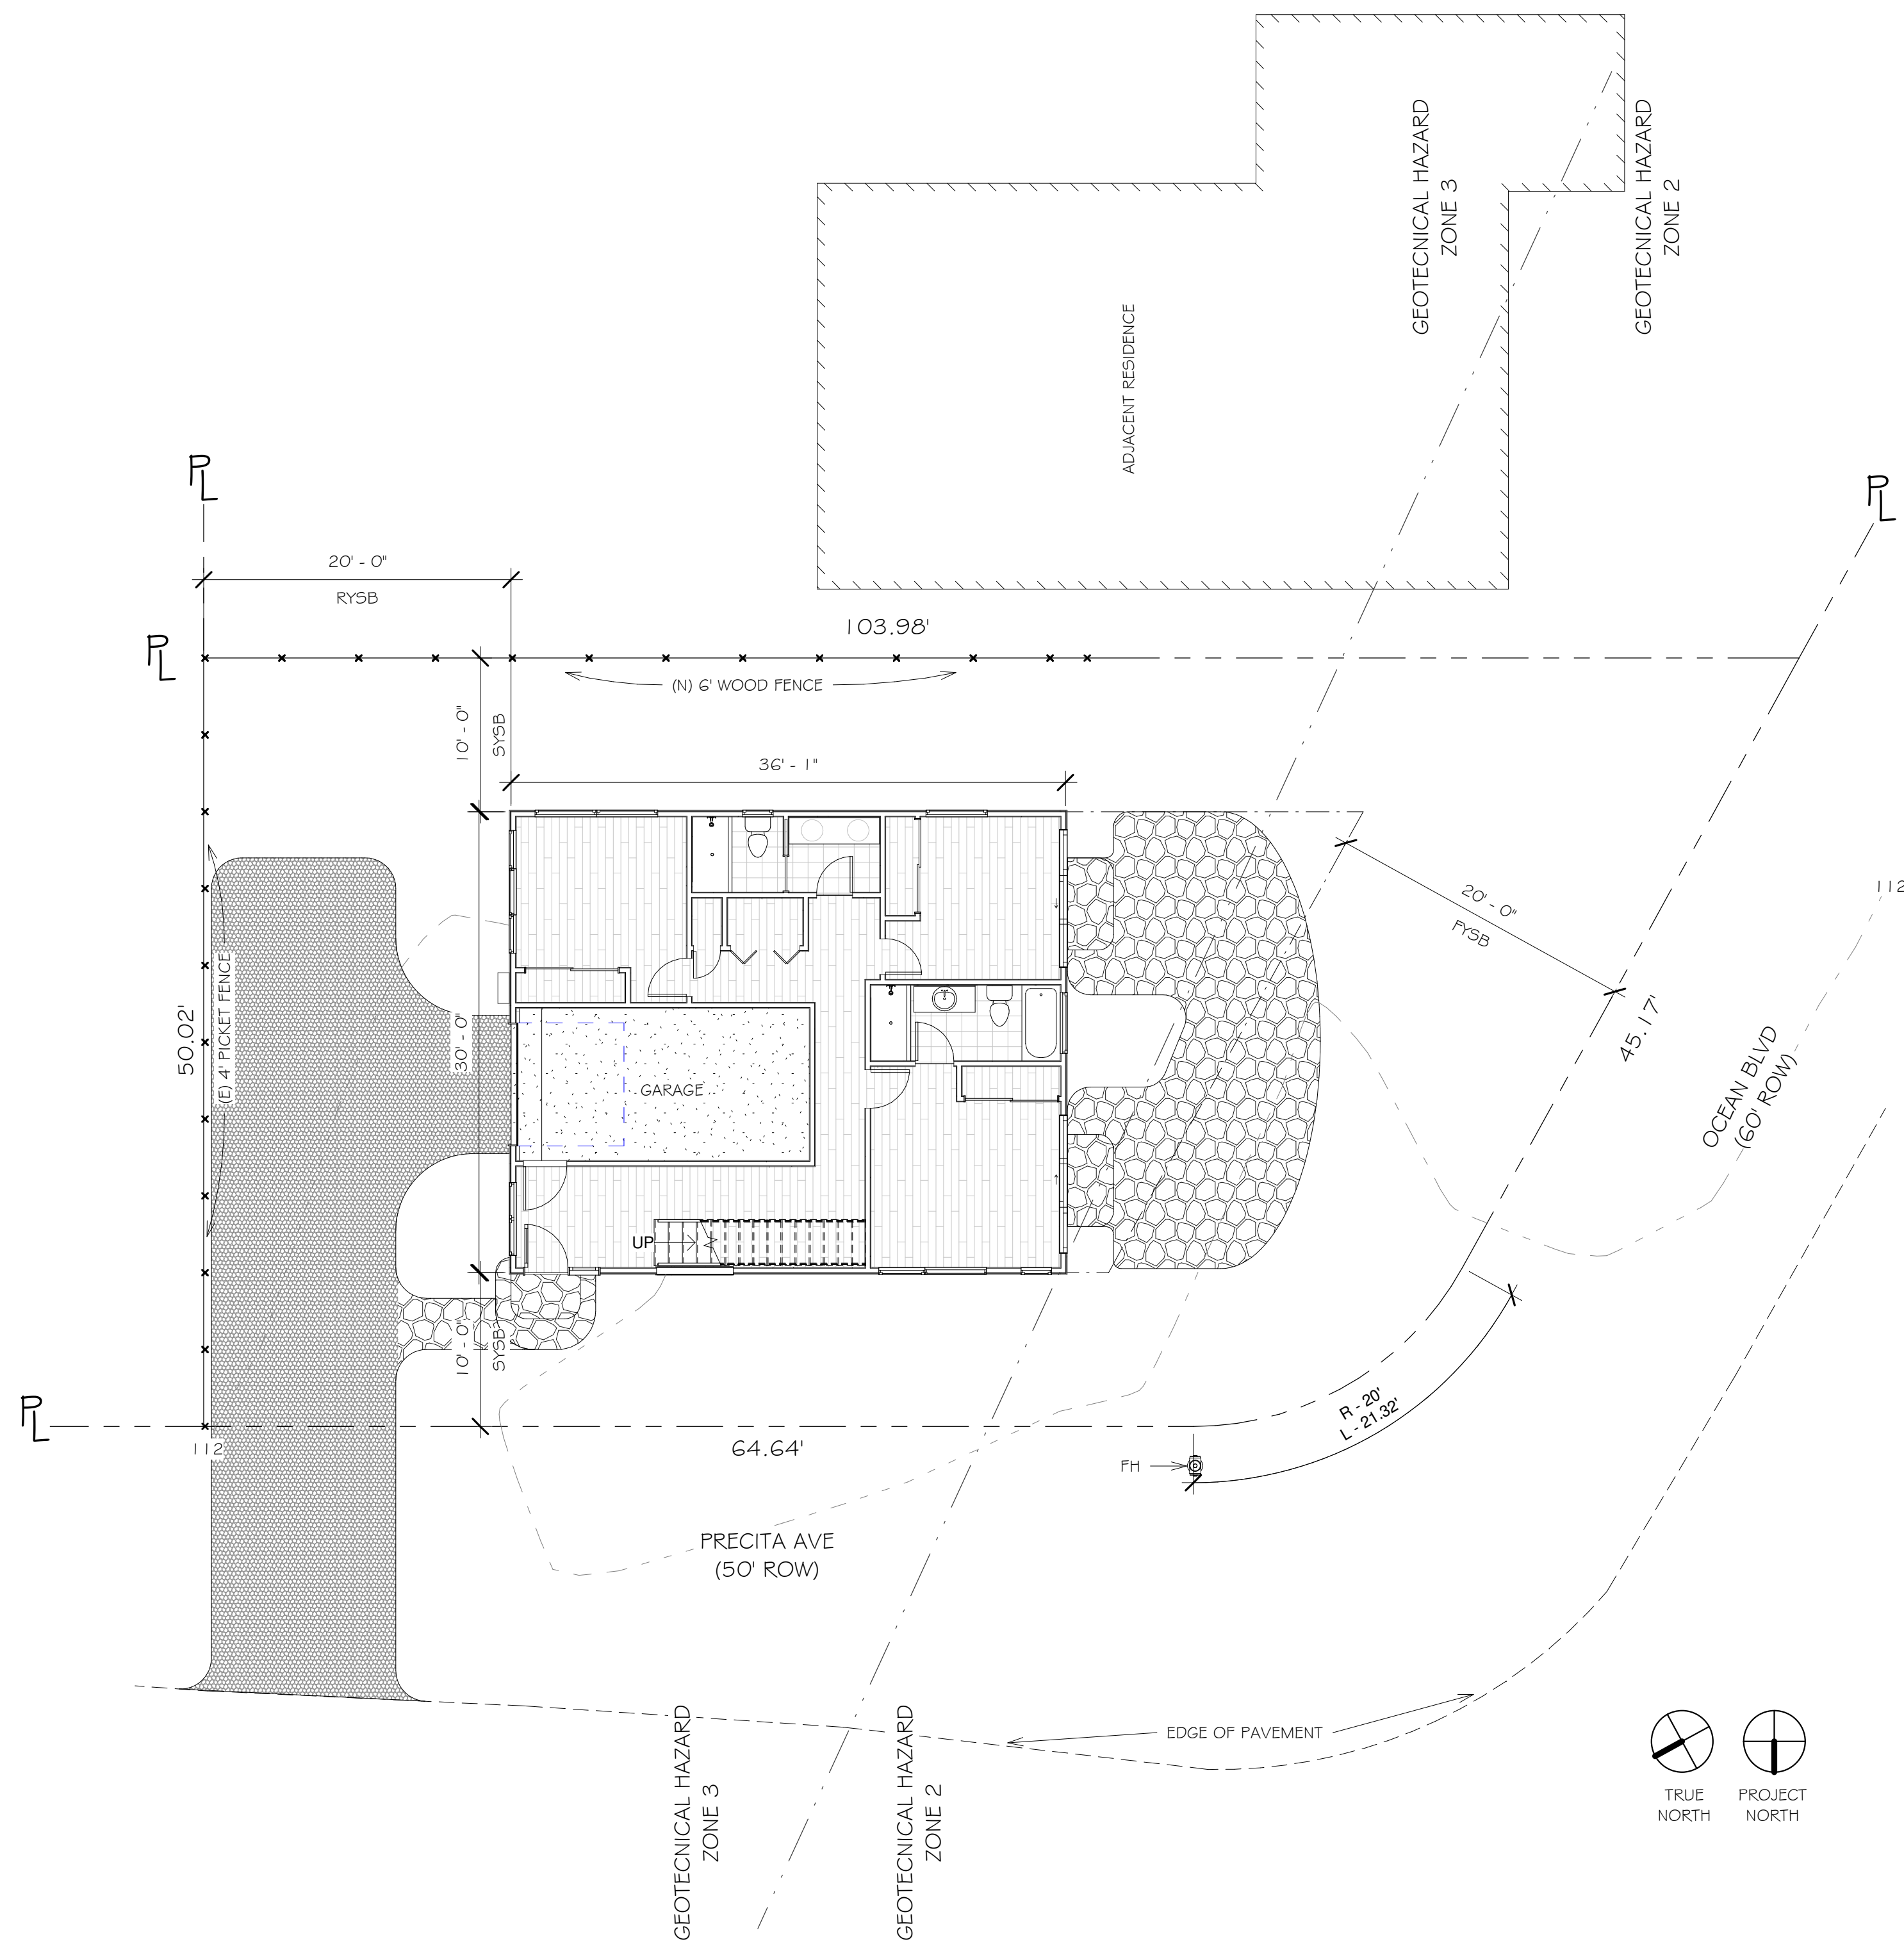 GEOTECNICAL HAZARD
ZONE 3
GEOTECNICAL HAZARD
ZONE 2
ADJACENT RESIDENCE
PL
PL
20' - 0"
RYSB
103.98'
PL
(N) 6' WOOD FENCE
10' - 0"
SYSB
36' - 1"
20' - 0"
FYSB
112
(E) 4' PICKET FENCE
50.02'
30' - 0"
45.17'
OCEAN BLVD
(60' ROW)
GARAGE
UP
10' - 0"
SYSB
PL
112
64.64'
R - 20'
L - 21.32'
FH
PRECITA AVE
(50' ROW)
EDGE OF PAVEMENT
GEOTECNICAL HAZARD
ZONE 3
GEOTECNICAL HAZARD
ZONE 2
TRUE
NORTH
PROJECT
NORTH